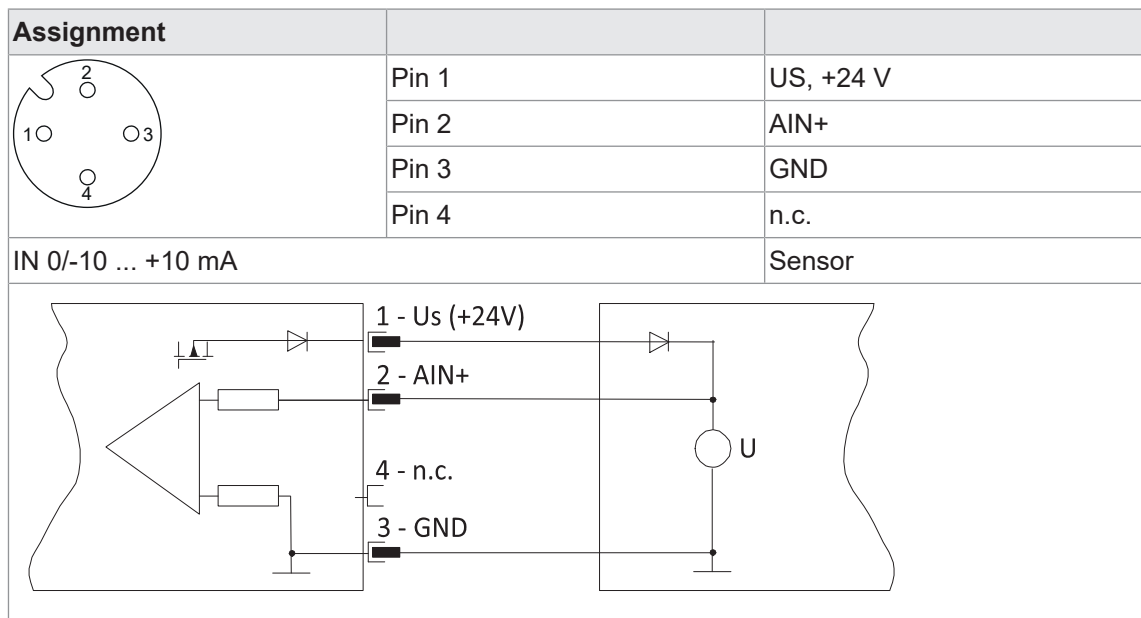 Assignment
2
1 3
4
Pin 1 US, +24 V
Pin 2 AIN+
Pin 3 GND
Pin 4 n.c.
IN 0/-10 ... +10 mA Sensor
1 - Us (+24V)
2 - AIN+
U
4 - n.c.
3 - GND